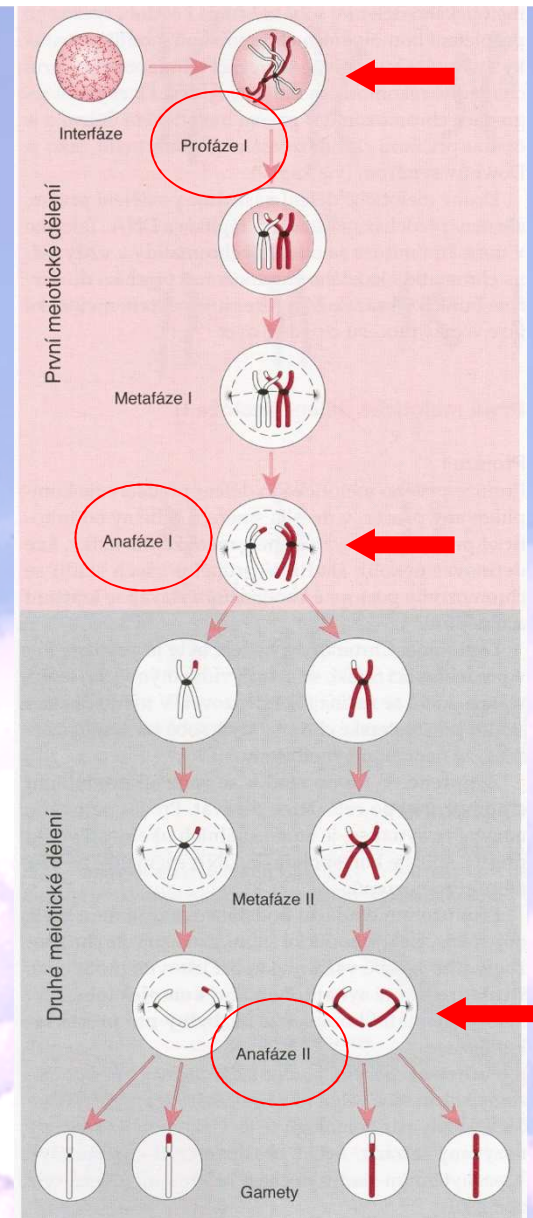 Interfáze
Profáze I
První meiotické dělení
Metafáze I
Anafáze I
Druhé meiotické dělení
Metafáze II
Anafáze II
Gamety